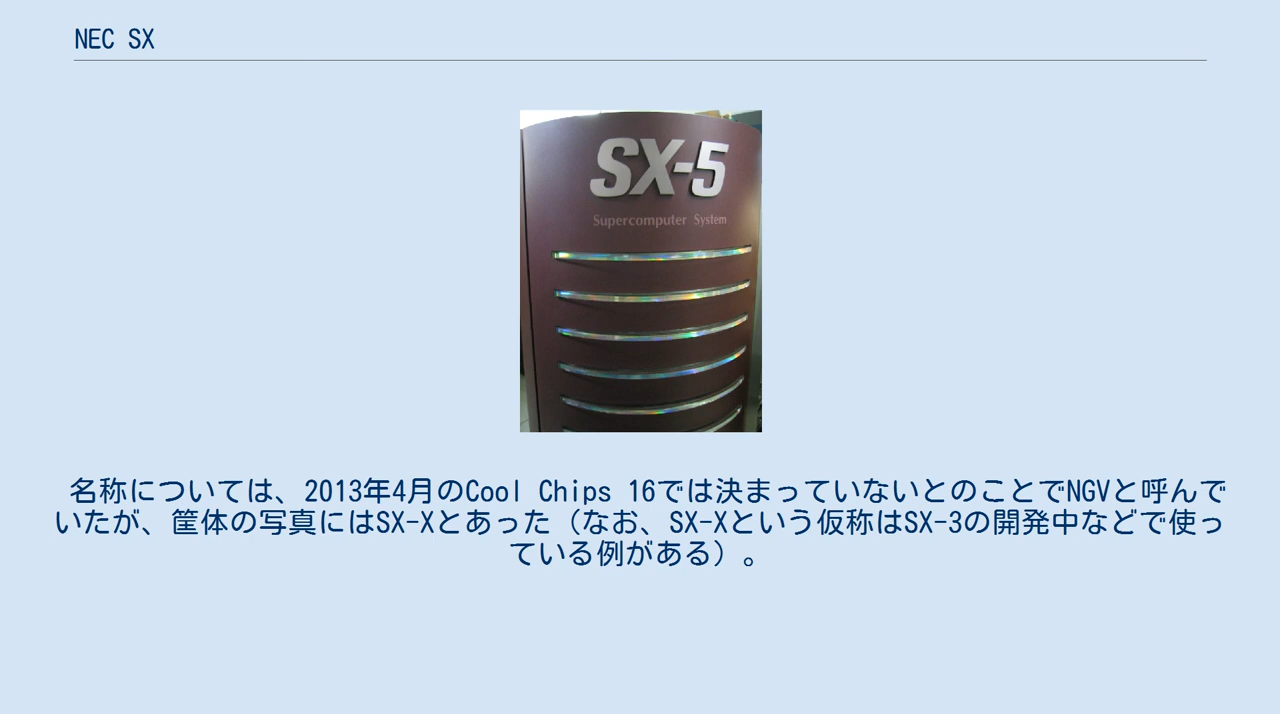 NEC SX
SX-5
Supercomputer System
名称については、2013年4月のCool Chips 16では決まっていないとのことでNGVと呼んで
いたが、筐体の写真にはSX-Xとあった（なお、SX-Xという仮称はSX-3の開発中などで使っ
ている例がある）。